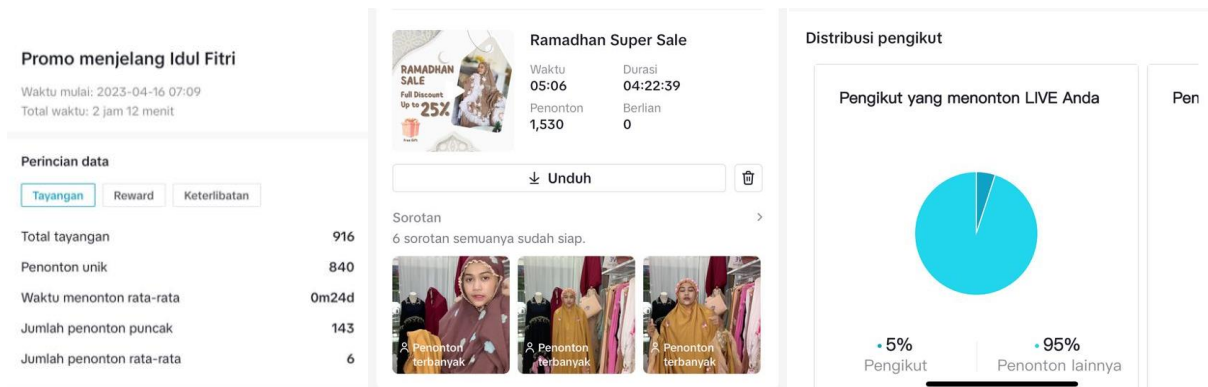 Promo menjelang Idul Fitri
Waktu mulai: 2023-04-16 07:09
Total waktu: 2 jam 12 menit
Perincian data
Tayangan Reward Keterlibatan
Total tayangan 916
Penonton unik 840
Waktu menonton rata-rata 0m24d
Jumlah penonton puncak 143
Jumlah penonton rata-rata 6
RAMADHAN
SALE
Full Discount
Up to 25%
Ramadhan Super Sale
Waktu Durasi
05:06 04:22:39
Penonton Berlian
1,530 0
Unduh
Sorotan
6 sorotan semuanya sudah siap.
Penonton terbanyak
Penonton terbanyak
Penonton terbanyak
Distribusi pengikut
Pengikut yang menonton LIVE Anda
Pen
5% 95%
Pengikut Penonton lainnya